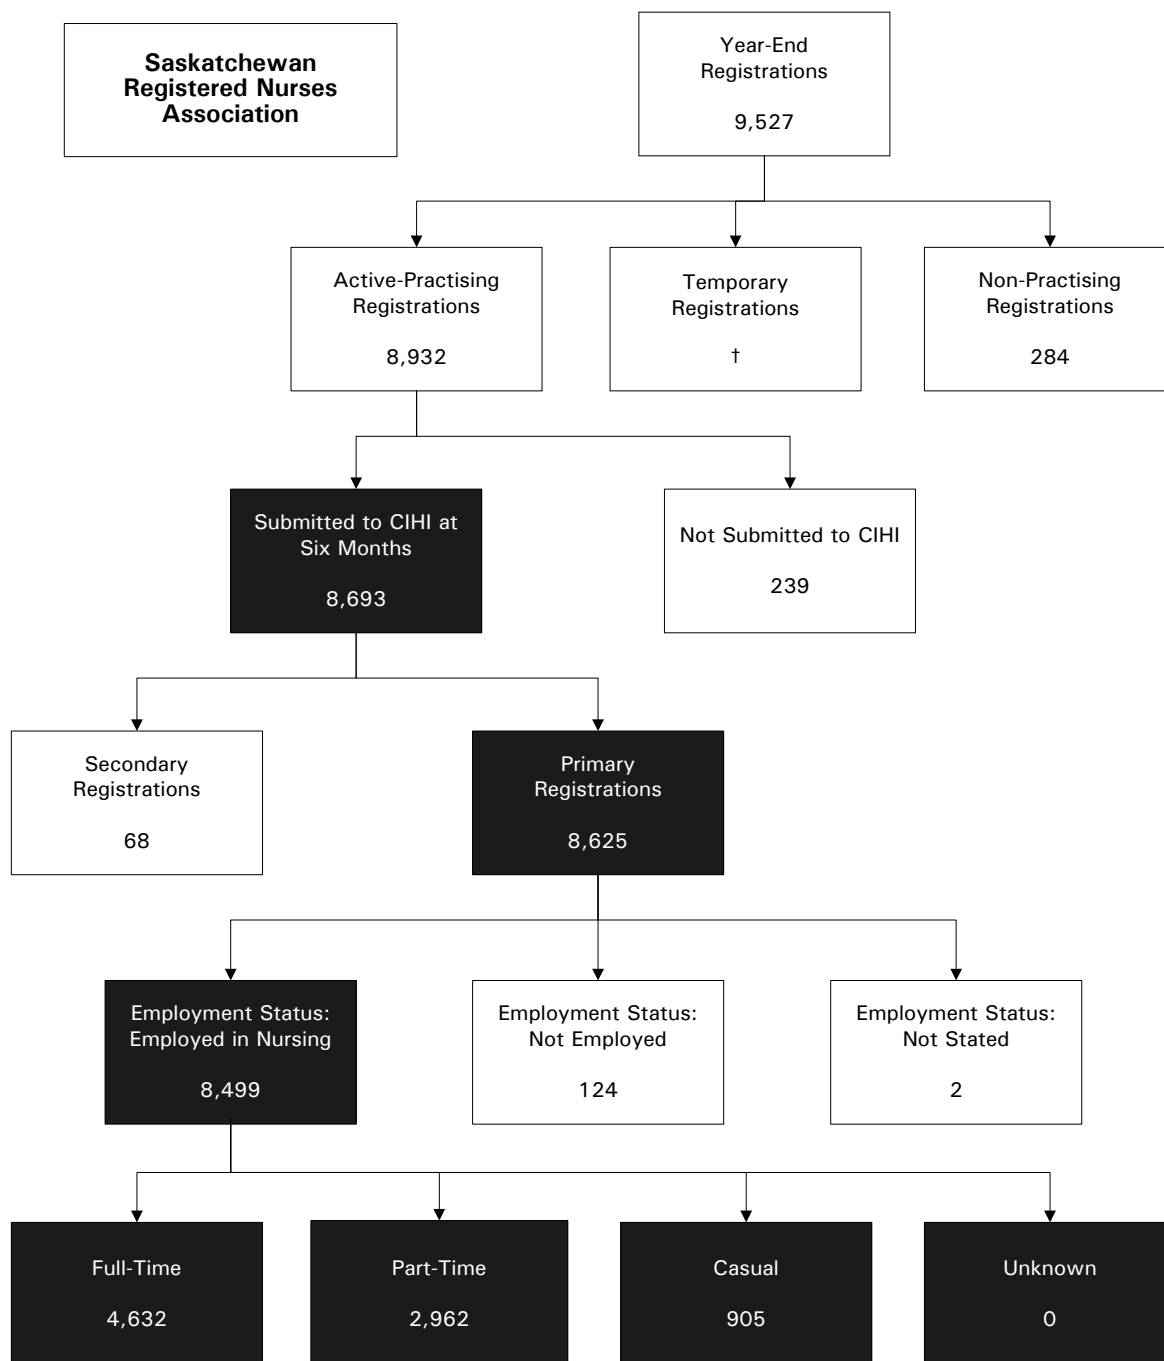 Saskatchewan
Registered Nurses
Association
Year-End
Registrations
9,527
Active-Practising
Registrations
8,932
Temporary
Registrations
†
Non-Practising
Registrations
284
Submitted to CIHI at
Six Months
8,693
Not Submitted to CIHI
239
Secondary
Registrations
68
Primary
Registrations
8,625
Employment Status:
Employed in Nursing
8,499
Employment Status:
Not Employed
124
Employment Status:
Not Stated
2
Full-Time
4,632
Part-Time
2,962
Casual
905
Unknown
0